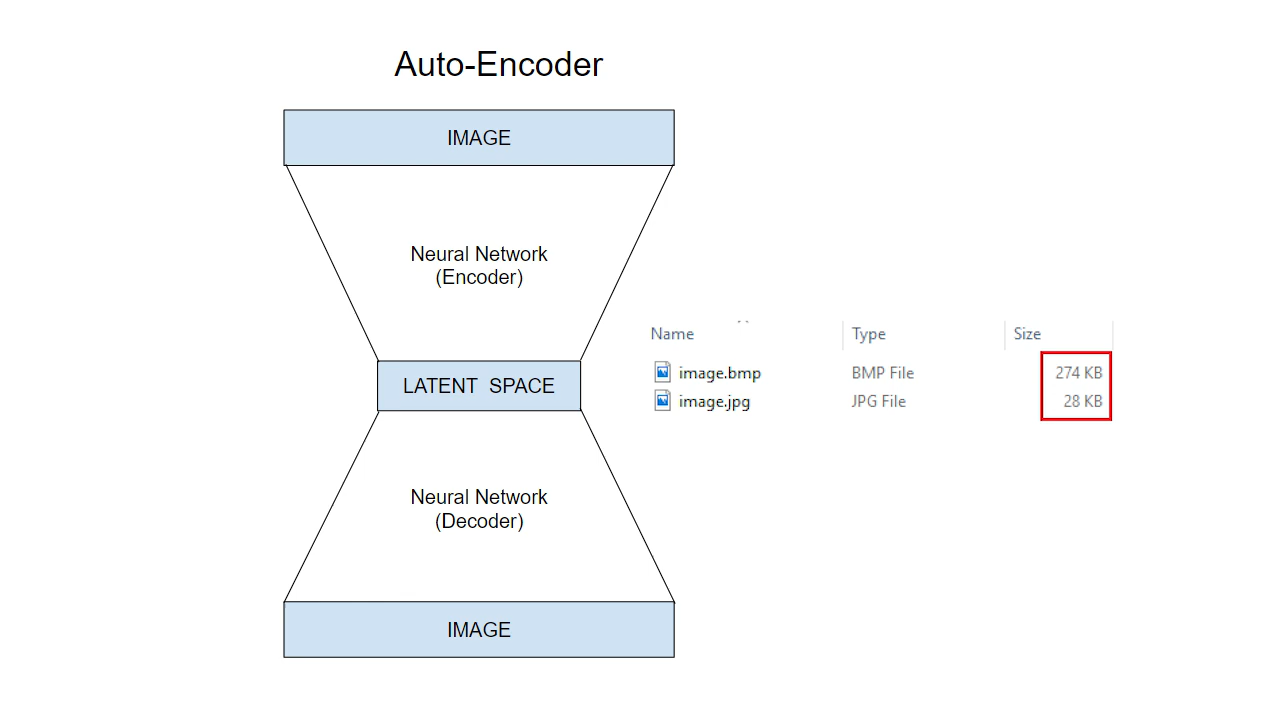 Auto-Encoder
IMAGE
Neural Network
(Encoder)
Name Type Size
image.bmp BMP File 274 KB
image.jpg JPG File 28 KB
LATENT SPACE
Neural Network
(Decoder)
IMAGE